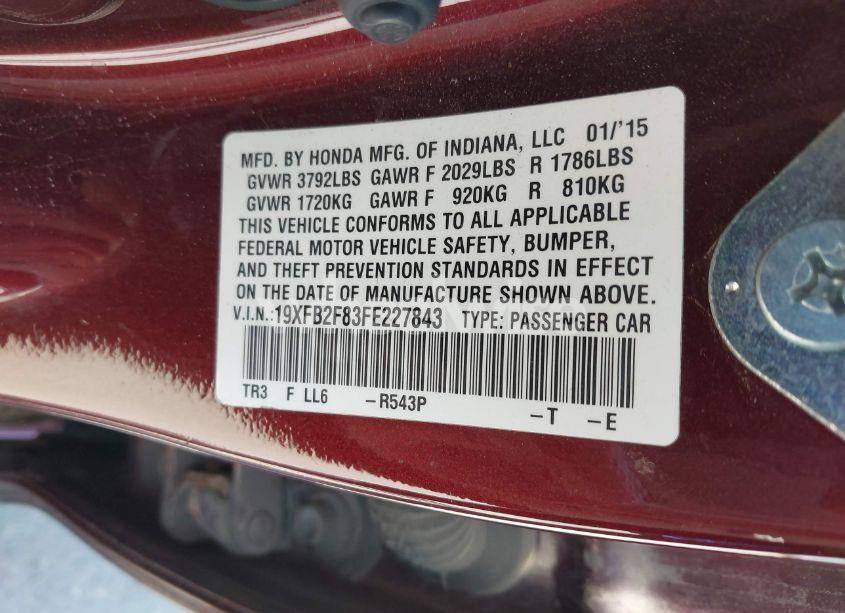 MFD. BY HONDA MFG. OF INDIANA, LLC 01/'15
GVWR 3792LBS GAWR F 2029LBS R 1786LBS
GVWR 1720KG GAWR F 920KG R 810KG
THIS VEHICLE CONFORMS TO ALL APPLICABLE
FEDERAL MOTOR VEHICLE SAFETY, BUMPER,
AND THEFT PREVENTION STANDARDS IN EFFECT
ON THE DATE OF MANUFACTURE SHOWN ABOVE.
V.I.N.:19XFB2F83FE227843 TYPE: PASSENGER CAR
TR3 F LL6 –R543P –T –E